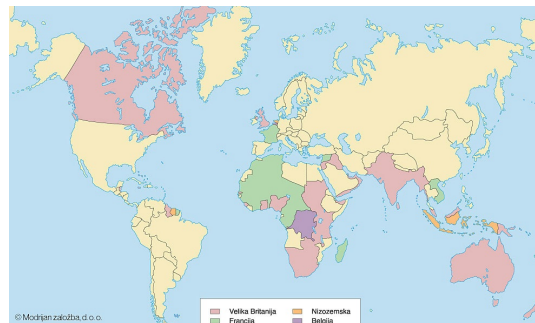 Velika Britanija
Nizozemska
Francija
Belgija
© Modrijan založba, d. o. o.